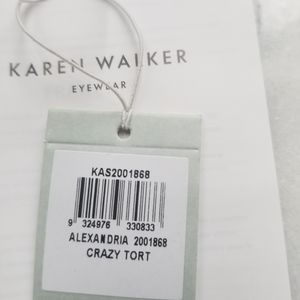 KAREN WALKER
EYEWEAR
KAS2001868
9 324976 330833
ALEXANDRIA 2001868
CRAZY TORT